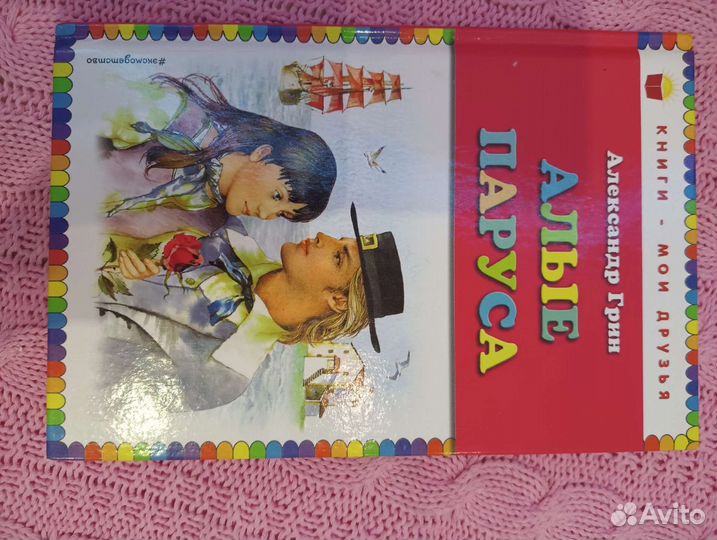 КНИГИ - МОИ ДРУЗЬЯ
Александр Грин
АЛЫЕ
ПАРУСА
#эксмодетство
Avito